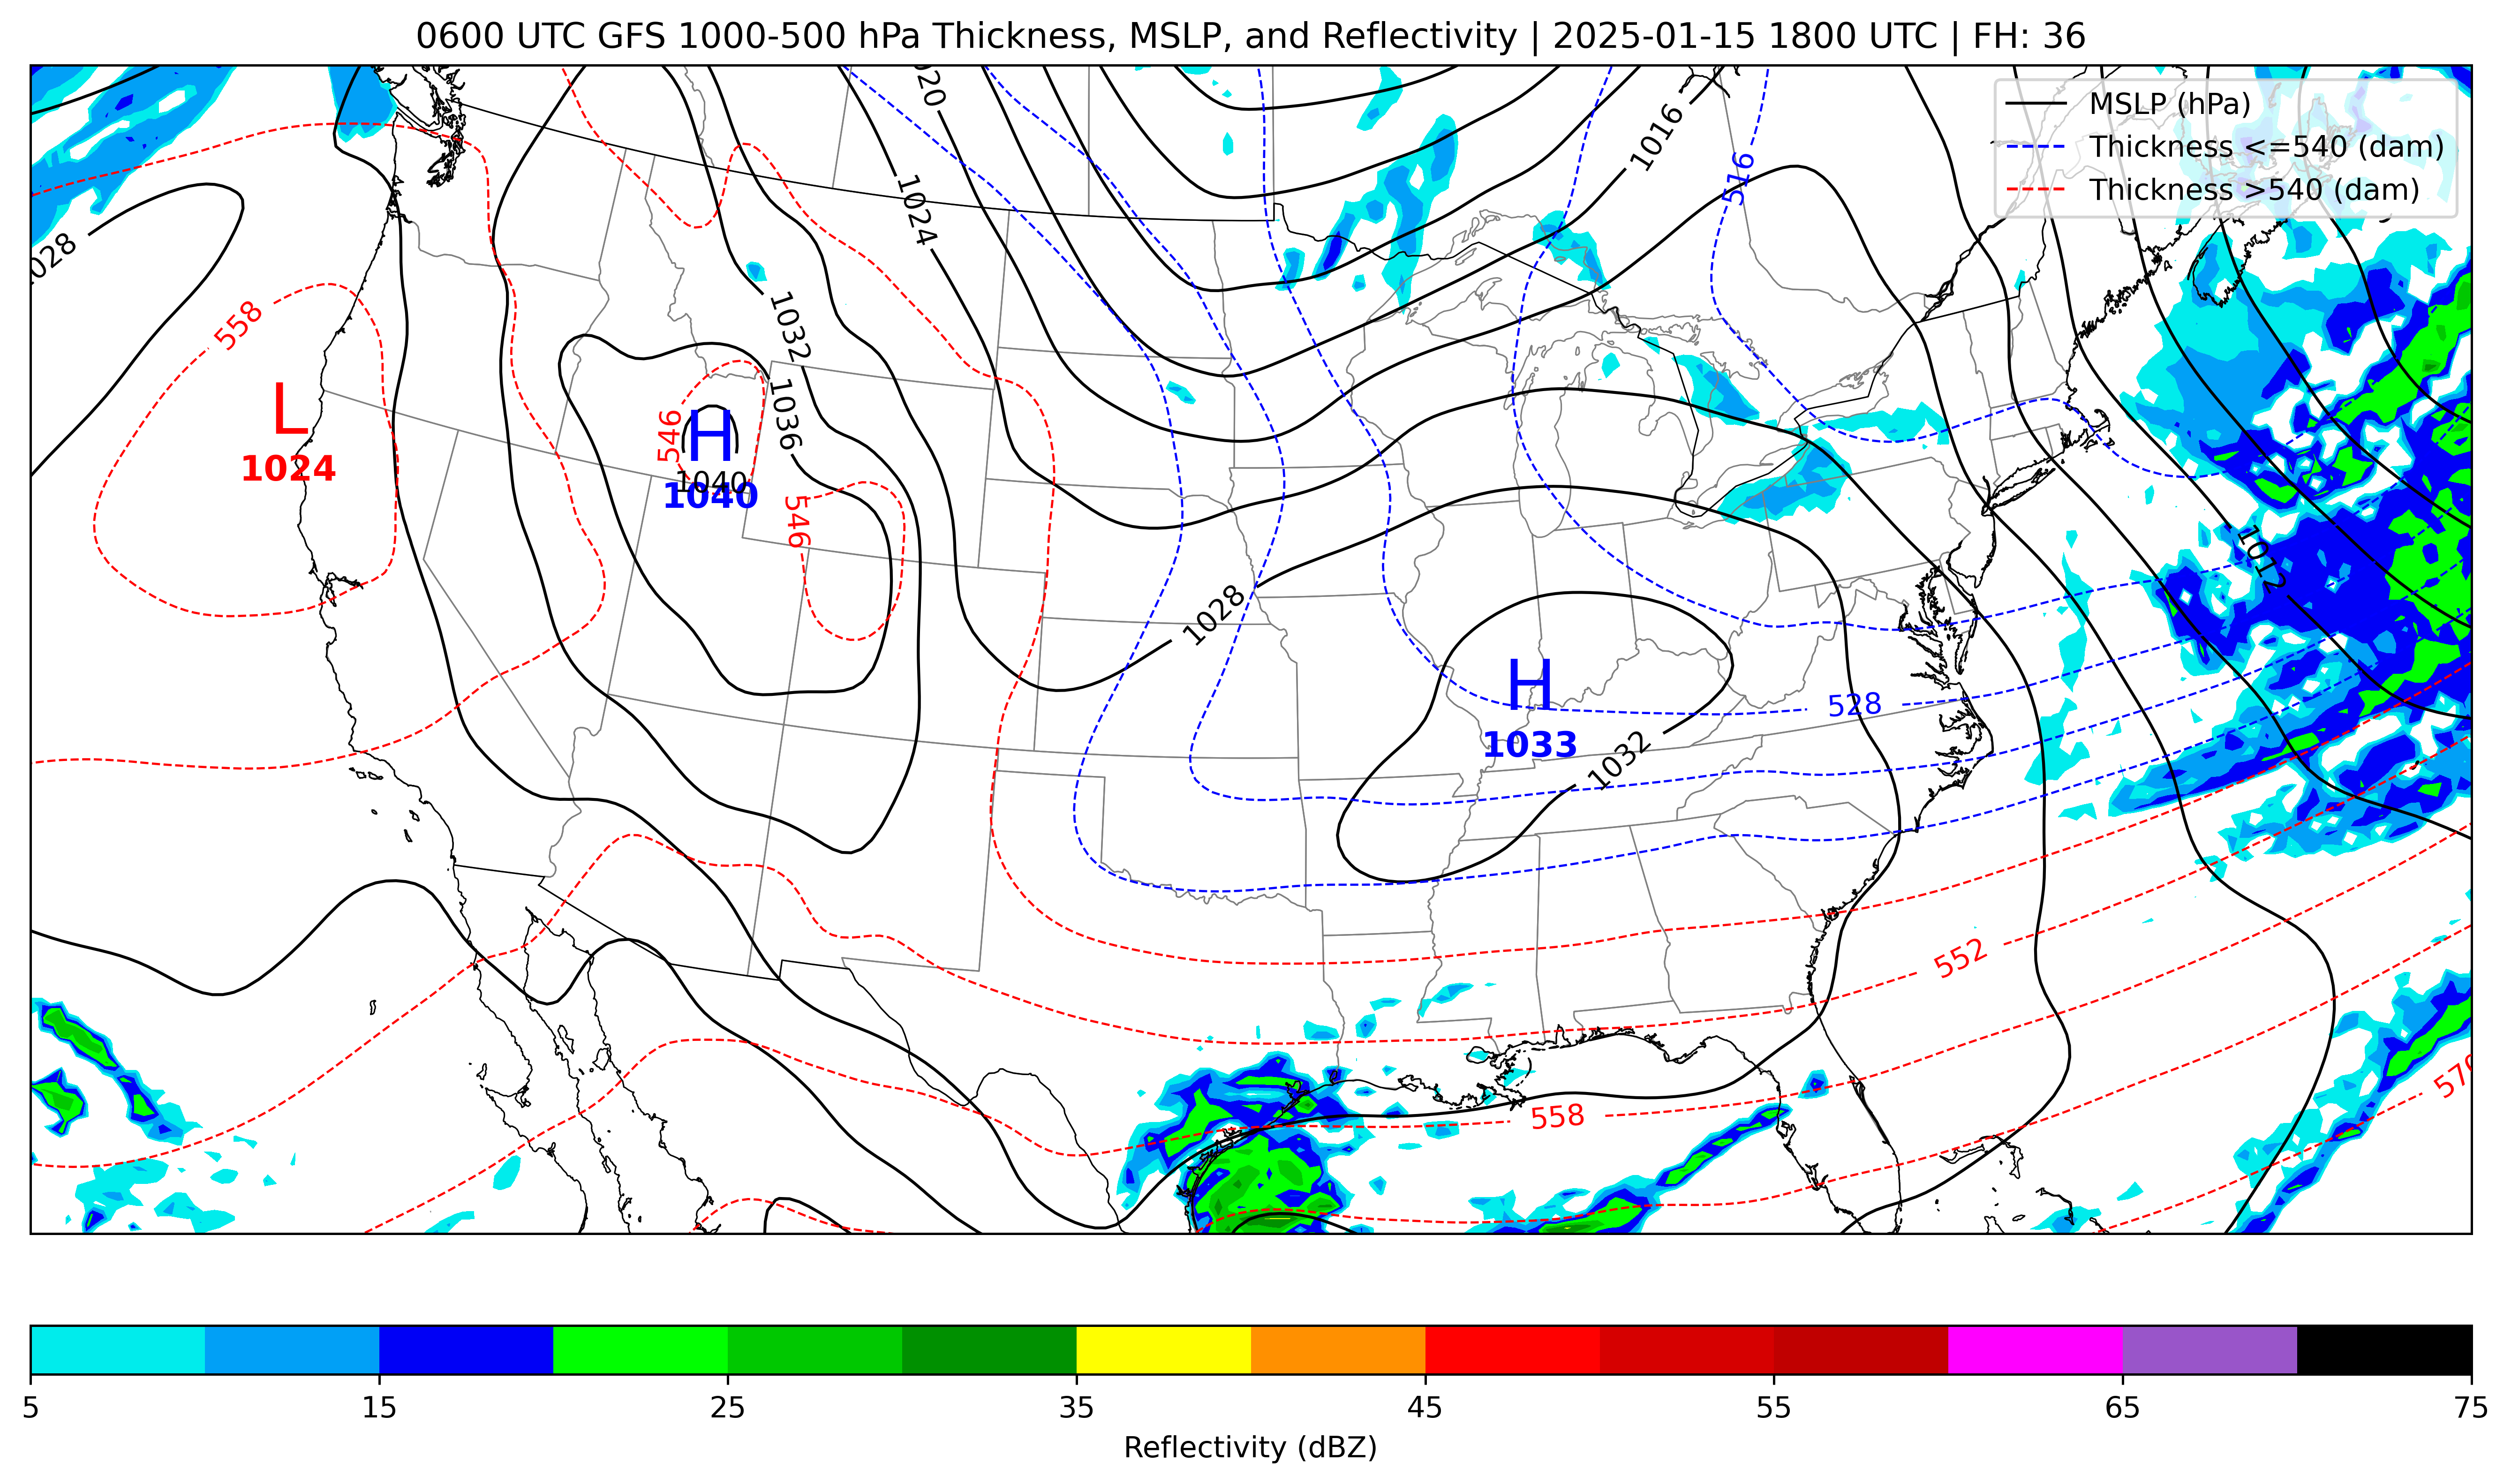 0600 UTC GFS 1000-500 hPa Thickness, MSLP, and Reflectivity | 2025-01-15 1800 UTC | FH: 36
MSLP (hPa)
Thickness <=540 (dam)
Thickness >540 (dam)
1020
1016
516
1024
1028
558
1032
L
1024
546
H
1040
1040
1036
546
1012
1028
H
1033
528
1032
552
558
570
5 15 25 35 45 55 65 75
Reflectivity (dBZ)